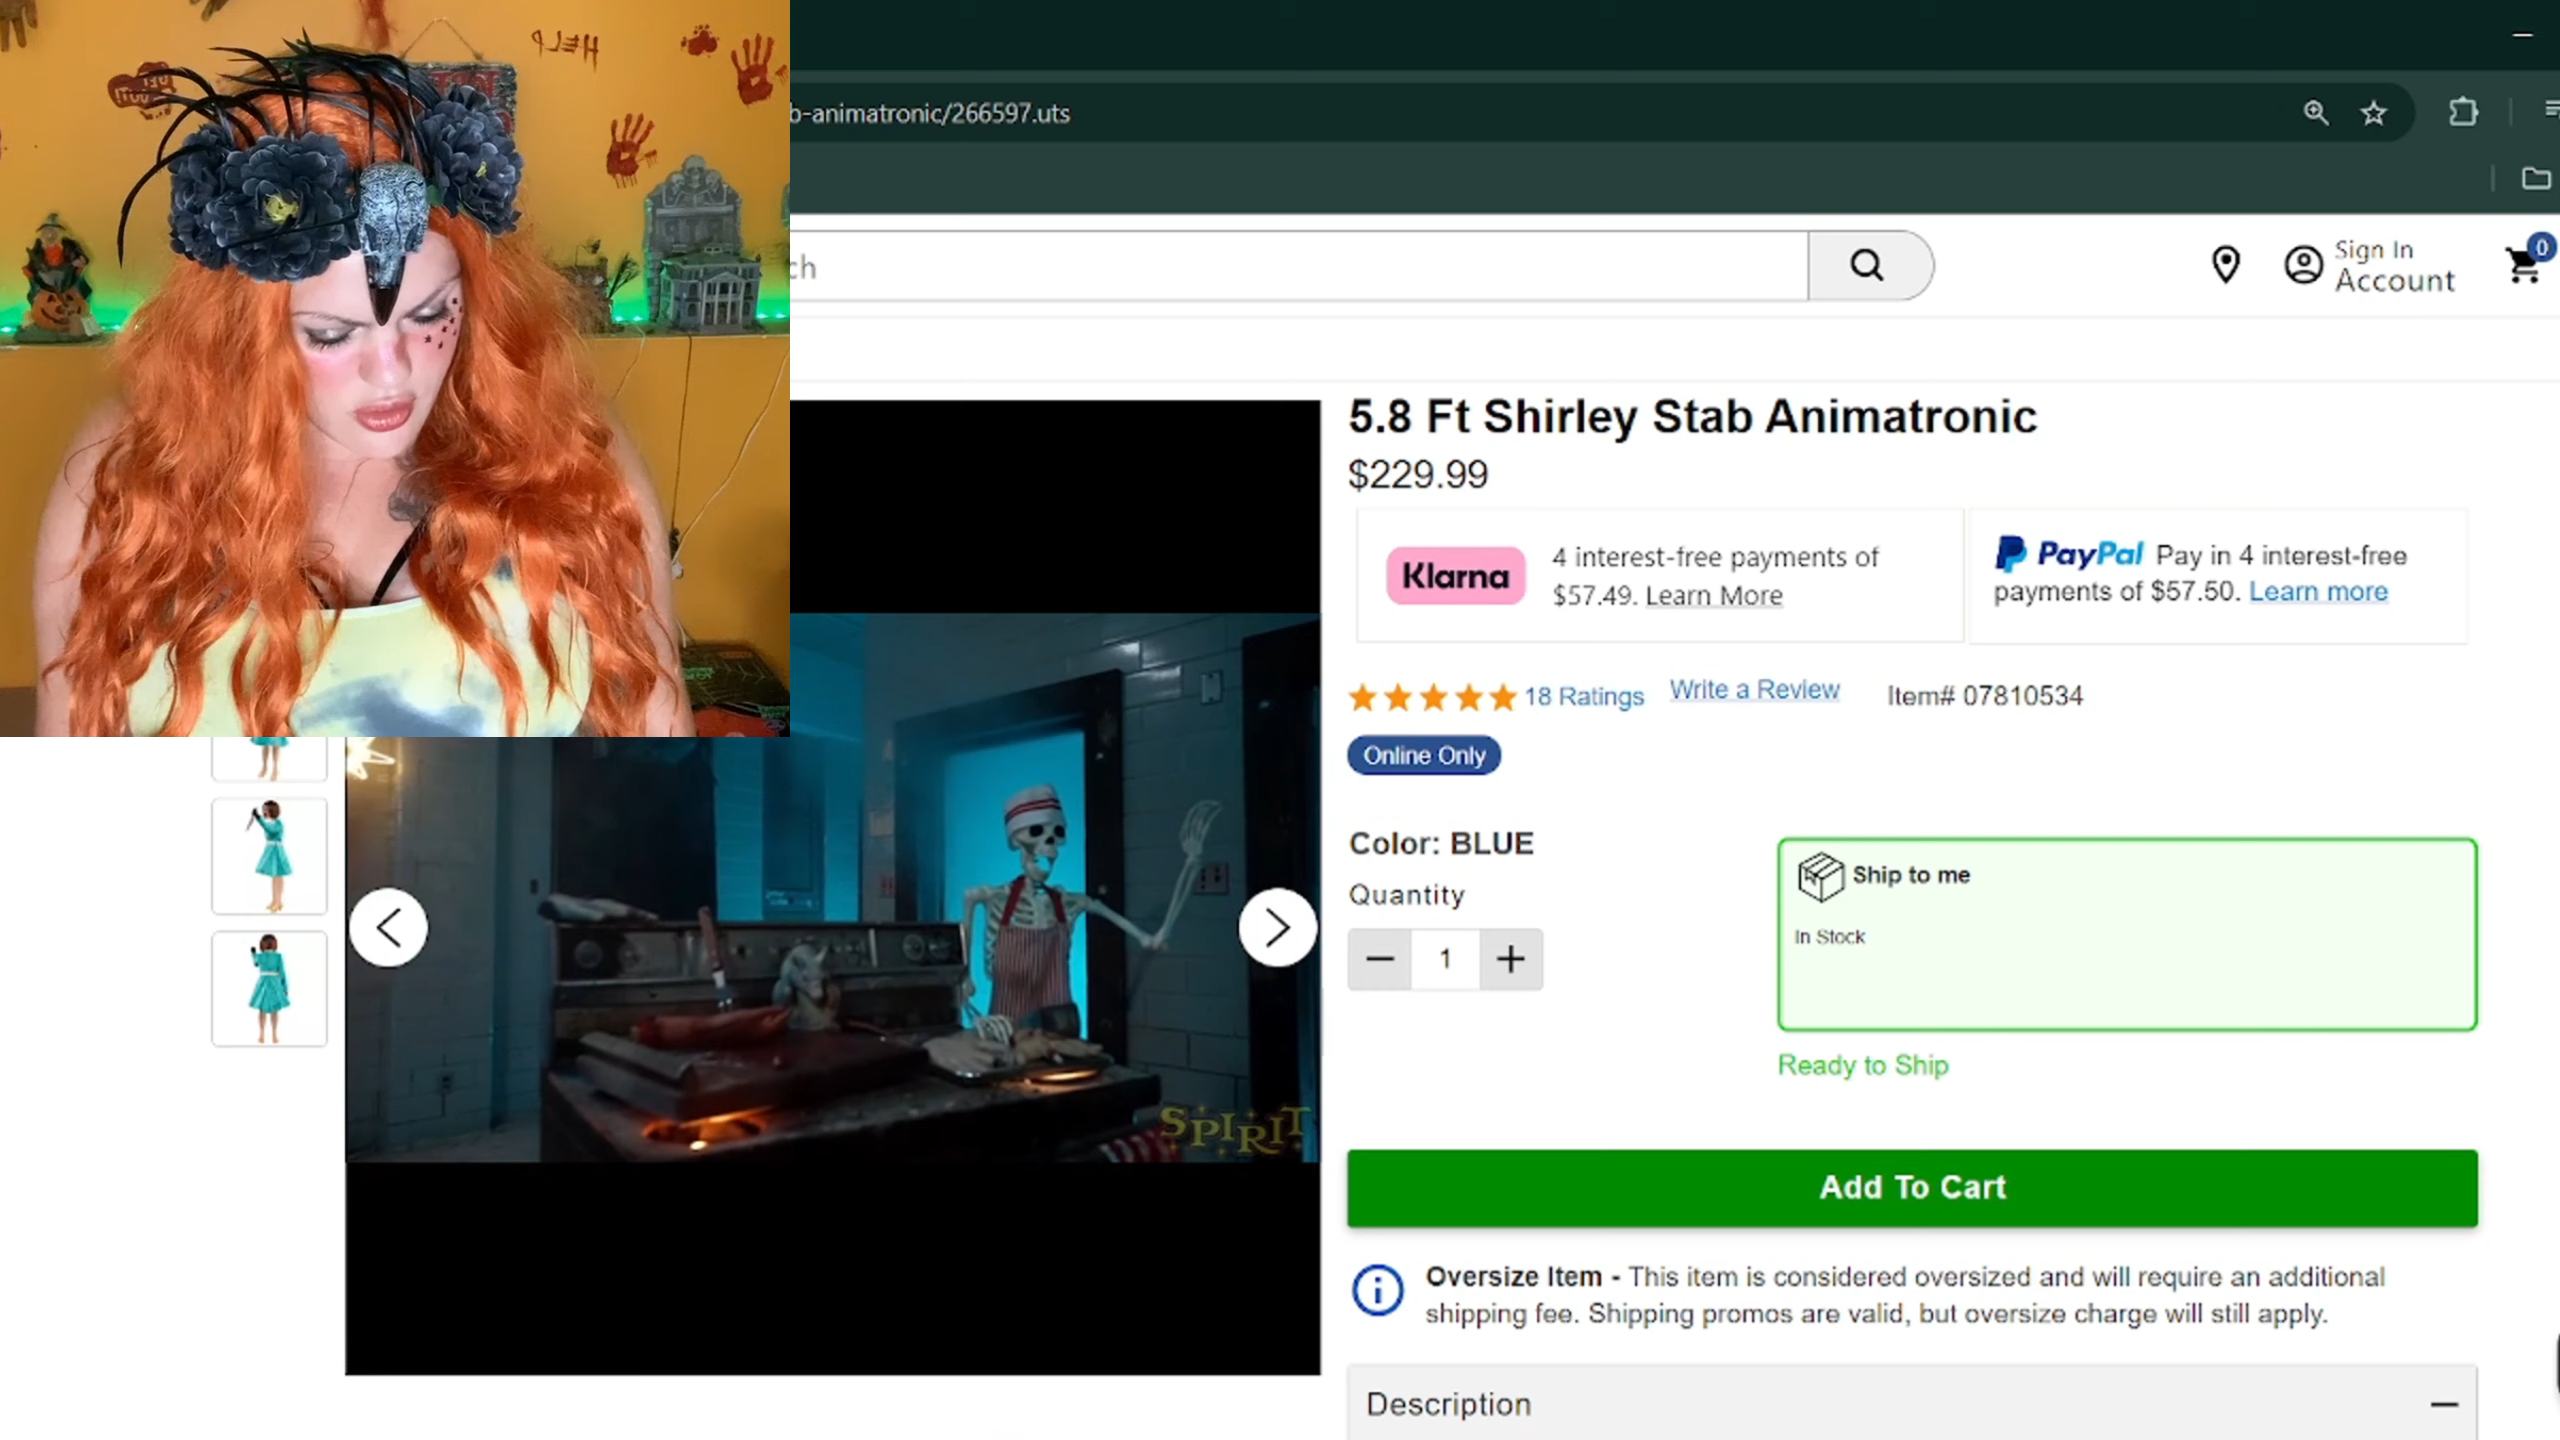 HELP
b-animatronic/266597.uts
ch
Sign In
Account
0
5.8 Ft Shirley Stab Animatronic
$229.99
Klarna
4 interest-free payments of
$57.49. Learn More
PayPal Pay in 4 interest-free
payments of $57.50. Learn more
18 Ratings
Write a Review
Item# 07810534
Online Only
Color: BLUE
Quantity
1
Ship to me
In Stock
Ready to Ship
SPIRIT
Add To Cart
Oversize Item - This item is considered oversized and will require an additional
shipping fee. Shipping promos are valid, but oversize charge will still apply.
Description